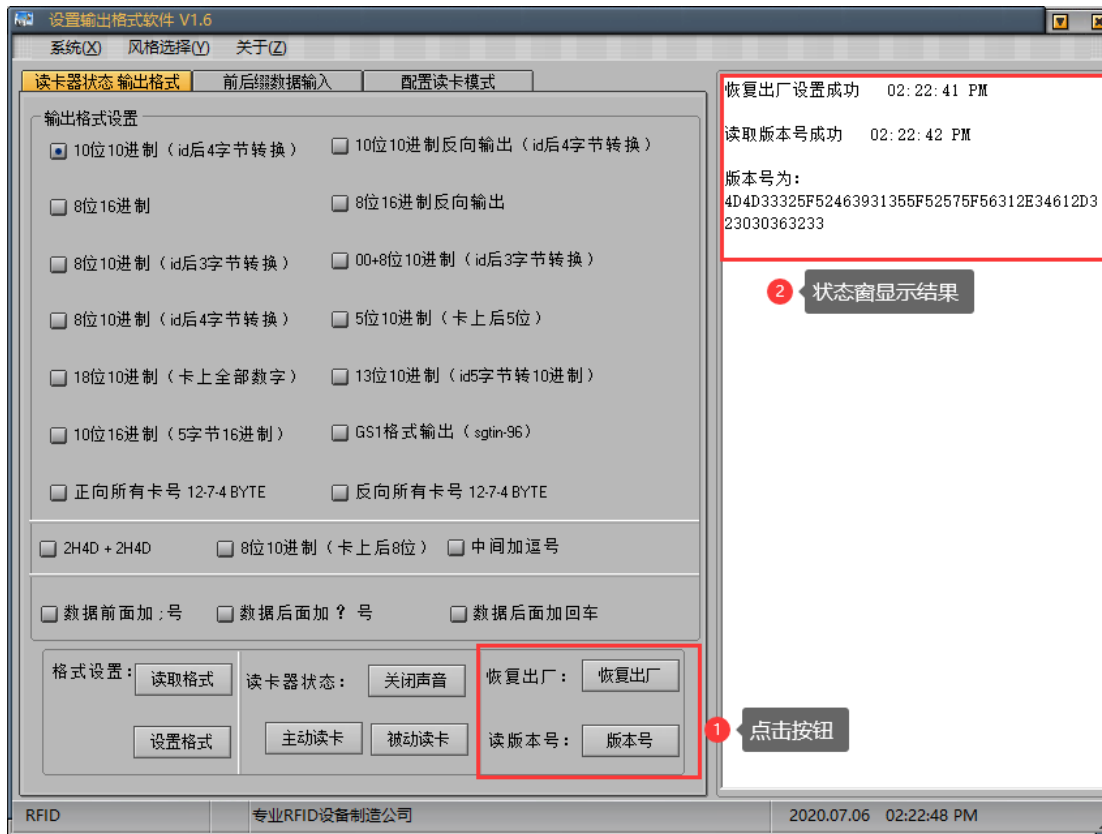 设置输出格式软件 V1.6
系统(X) 风格选择(Y) 关于(Z)
读卡器状态 输出格式 前后缀数据输入 配置读卡模式
输出格式设置
10位10进制（id后4字节转换） 10位10进制反向输出（id后4字节转换）
8位16进制 8位16进制反向输出
8位10进制（id后3字节转换） 00+8位10进制（id后3字节转换）
8位10进制（id后4字节转换） 5位10进制（卡上后5位）
18位10进制（卡上全部数字） 13位10进制（id5字节转10进制）
10位16进制（5字节16进制） GS1格式输出（sgtin-96）
正向所有卡号 12-7-4 BYTE 反向所有卡号 12-7-4 BYTE
2H4D + 2H4D 8位10进制（卡上后8位） 中间加逗号
数据前面加 ; 号 数据后面加 ? 号 数据后面加回车
格式设置: 读取格式 读卡器状态: 关闭声音 恢复出厂: 恢复出厂
设置格式 主动读卡 被动读卡 读版本号: 版本号
1 点击按钮
恢复出厂设置成功 02:22:41 PM
读取版本号成功 02:22:42 PM
版本号为:
4D4D33325F52463931355F52575F56312E34612D3
23030363233
2 状态窗显示结果
RFID 专业RFID设备制造公司 2020.07.06 02:22:48 PM